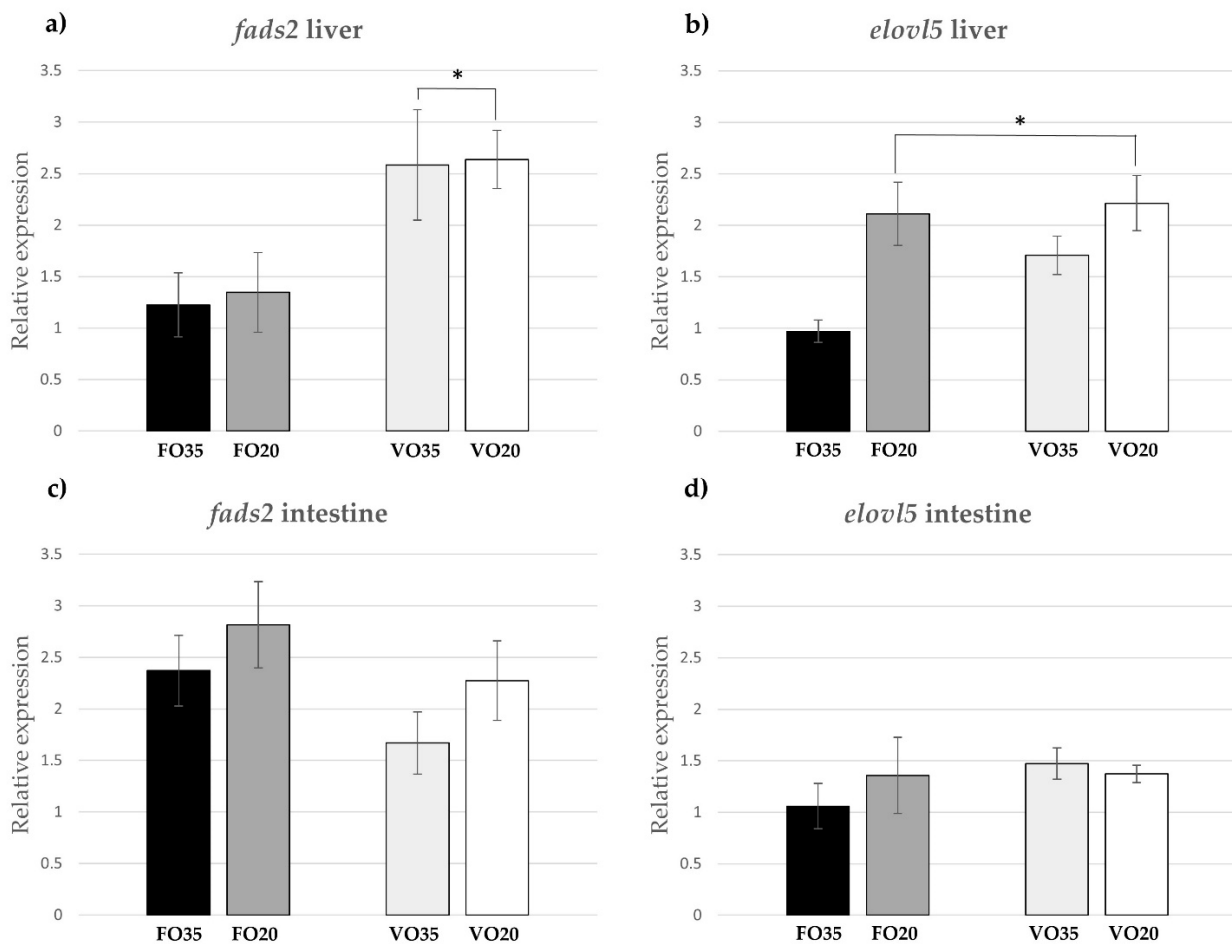 a)
fads2 liver
Relative expression
3.5
3
2.5
2
1.5
1
0.5
0
*
FO35 FO20 VO35 VO20
b)
elovl5 liver
Relative expression
3.5
3
2.5
2
1.5
1
0.5
0
*
FO35 FO20 VO35 VO20
c)
fads2 intestine
Relative expression
3.5
3
2.5
2
1.5
1
0.5
0
FO35 FO20 VO35 VO20
d)
elovl5 intestine
Relative expression
3.5
3
2.5
2
1.5
1
0.5
0
FO35 FO20 VO35 VO20